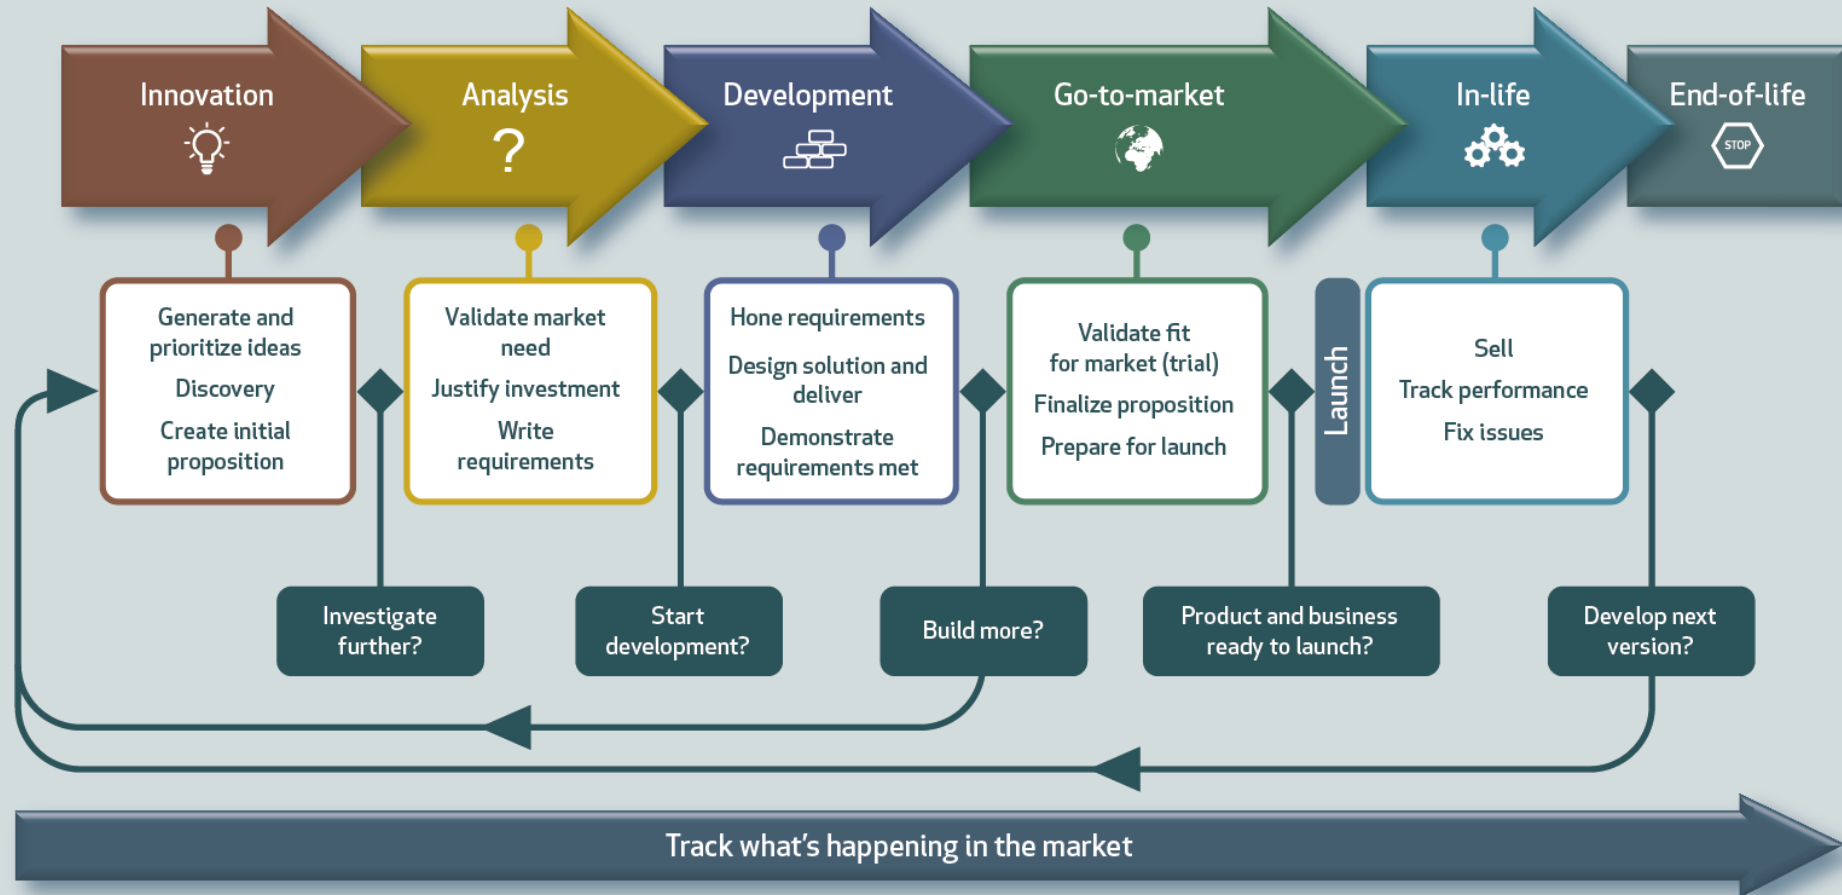 Innovation
Analysis
?
Development
Go-to-market
In-life
End-of-life
STOP
Generate and
prioritize ideas
Discovery
Create initial
proposition
Validate market
need
Justify investment
Write
requirements
Hone requirements
Design solution and
deliver
Demonstrate
requirements met
Validate fit
for market (trial)
Finalize proposition
Prepare for launch
Launch
Sell
Track performance
Fix issues
Investigate
further?
Start
development?
Build more?
Product and business
ready to launch?
Develop next
version?
Track what's happening in the market